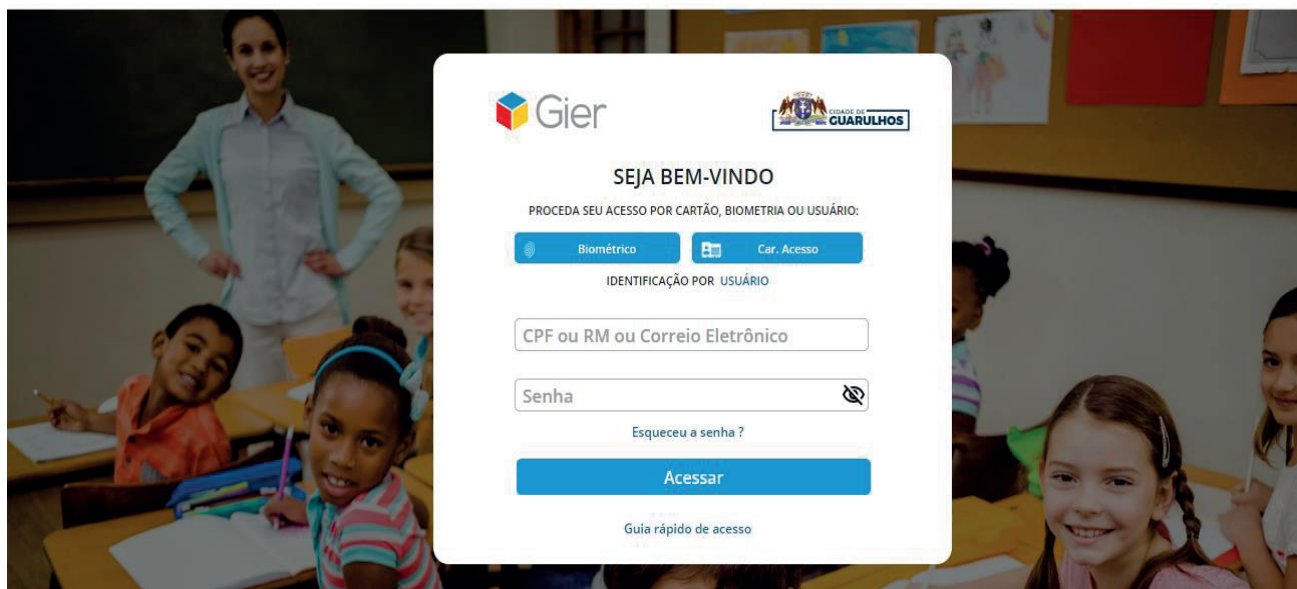 Gier
CIDADE DE
GUARULHOS
SEJA BEM-VINDO
PROCEDA SEU ACESSO POR CARTÃO, BIOMETRIA OU USUÁRIO:
Biométrico
Car. Acesso
IDENTIFICAÇÃO POR USUÁRIO
CPF ou RM ou Correio Eletrônico
Senha
Esqueceu a senha ?
Acessar
Guia rápido de acesso